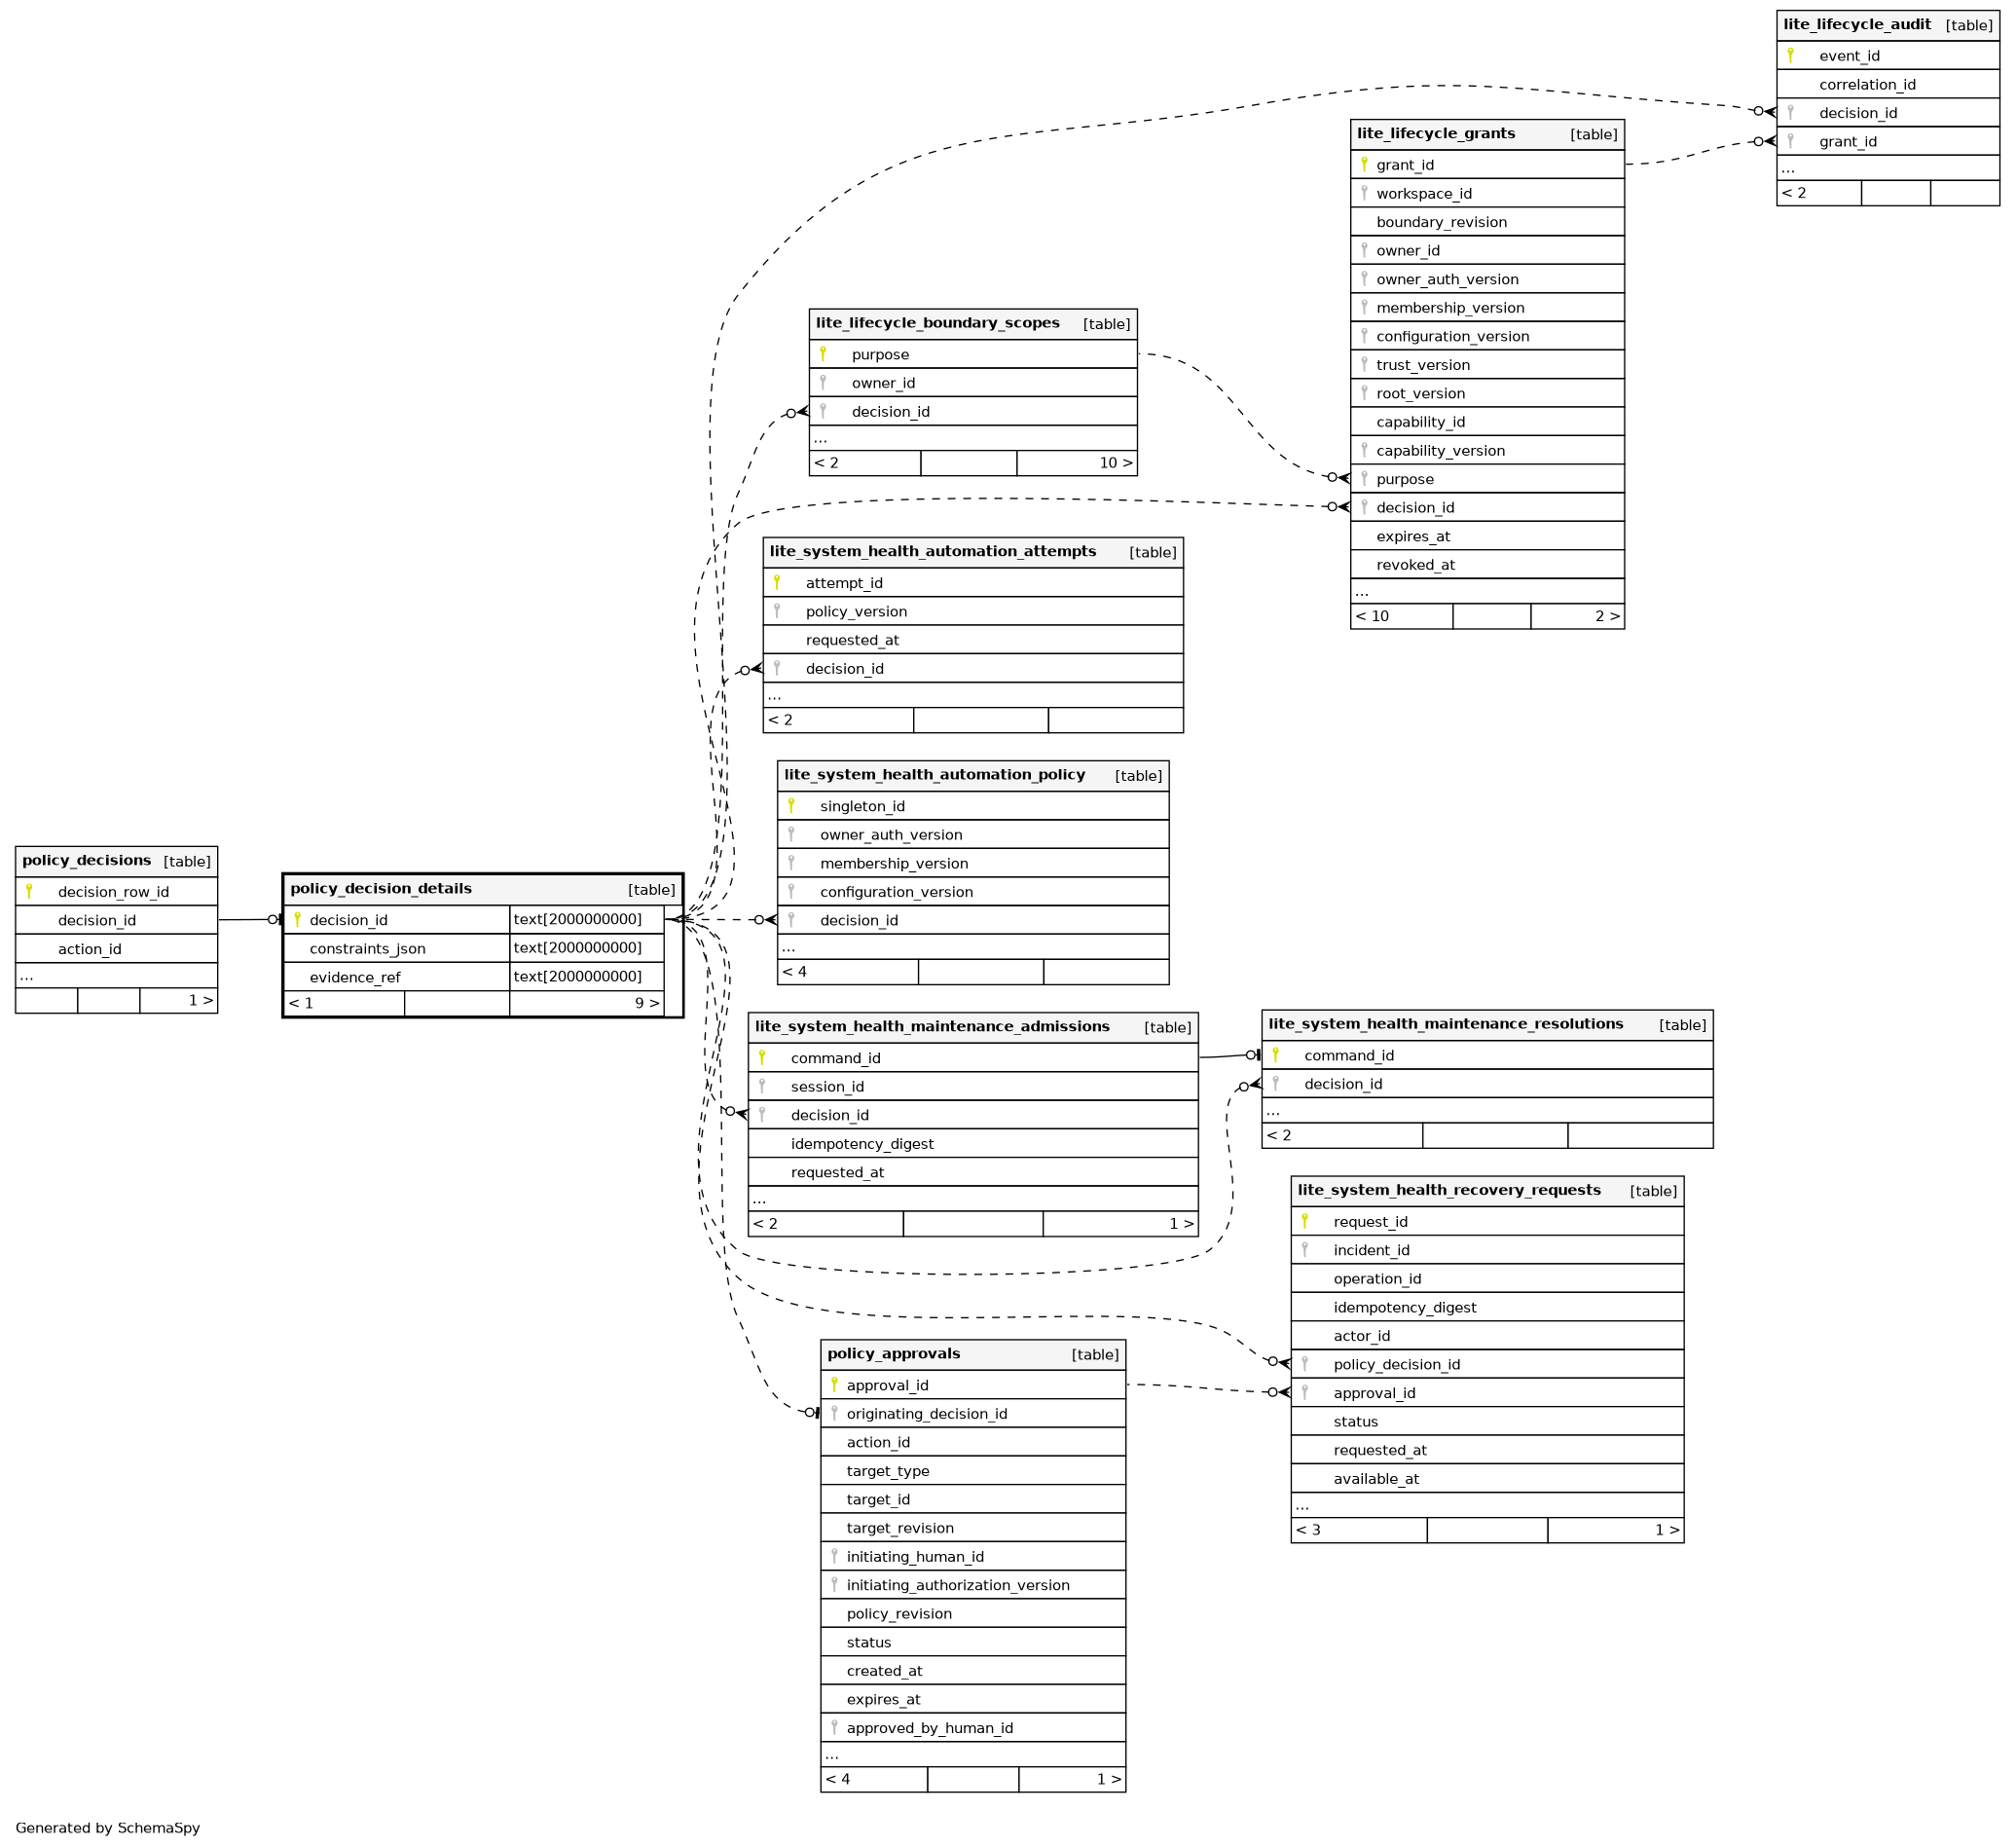 lite_lifecycle_audit [table]
event_id
correlation_id
decision_id
grant_id
...
< 2
lite_lifecycle_grants [table]
grant_id
workspace_id
boundary_revision
owner_id
owner_auth_version
membership_version
configuration_version
trust_version
root_version
capability_id
capability_version
purpose
decision_id
expires_at
revoked_at
...
< 10 2 >
lite_lifecycle_boundary_scopes [table]
purpose
owner_id
decision_id
...
< 2 10 >
lite_system_health_automation_attempts [table]
attempt_id
policy_version
requested_at
decision_id
...
< 2
lite_system_health_automation_policy [table]
singleton_id
owner_auth_version
membership_version
configuration_version
decision_id
...
< 4
policy_decisions [table]
decision_row_id
decision_id
action_id
...
1 >
policy_decision_details [table]
decision_id text[2000000000]
constraints_json text[2000000000]
evidence_ref text[2000000000]
< 1 9 >
lite_system_health_maintenance_admissions [table]
command_id
session_id
decision_id
idempotency_digest
requested_at
...
< 2 1 >
lite_system_health_maintenance_resolutions [table]
command_id
decision_id
...
< 2
lite_system_health_recovery_requests [table]
request_id
incident_id
operation_id
idempotency_digest
actor_id
policy_decision_id
approval_id
status
requested_at
available_at
...
< 3 1 >
policy_approvals [table]
approval_id
originating_decision_id
action_id
target_type
target_id
target_revision
initiating_human_id
initiating_authorization_version
policy_revision
status
created_at
expires_at
approved_by_human_id
...
< 4 1 >
Generated by SchemaSpy